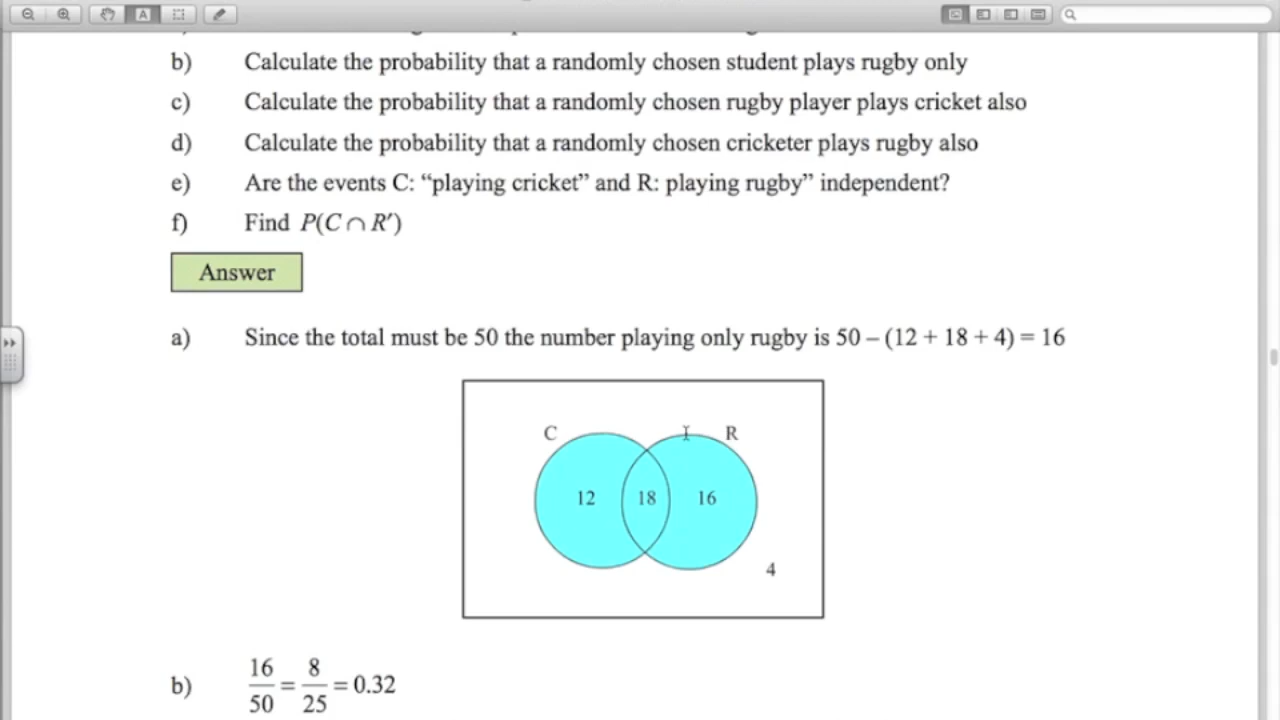 b) Calculate the probability that a randomly chosen student plays rugby only
c) Calculate the probability that a randomly chosen rugby player plays cricket also
d) Calculate the probability that a randomly chosen cricketer plays rugby also
e) Are the events C: “playing cricket” and R: playing rugby” independent?
f) Find P(C ∩ R′)
Answer
a) Since the total must be 50 the number playing only rugby is 50 – (12 + 18 + 4) = 16
C R
12 18 16
4
b) 16/50 = 8/25 = 0.32